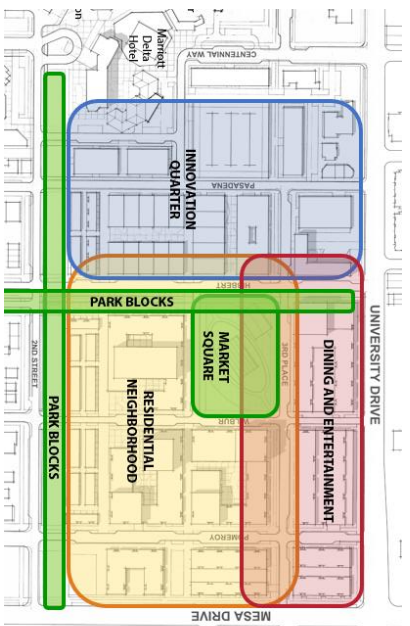 Marriott
Delta
Hotel
CENTENNIAL WAY
INNOVATION
QUARTER
PASADENA
HIBBERT
PARK BLOCKS
UNIVERSITY DRIVE
MARKET
SQUARE
3RD PLACE
DINING AND ENTERTAINMENT
2ND STREET
PARK BLOCKS
RESIDENTIAL
NEIGHBORHOOD
WILBUR
POMEROY
MESA DRIVE